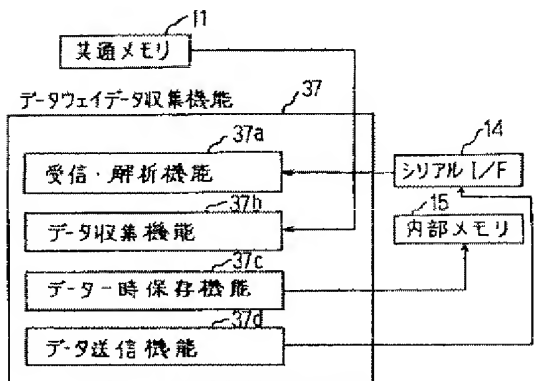 11
共通メモリ
データウェイデータ収集機能
37
37a
受信・解析機能
14
シリアル I/F
37b
データ収集機能
15
内部メモリ
37c
データ一時保存機能
37d
データ送信機能